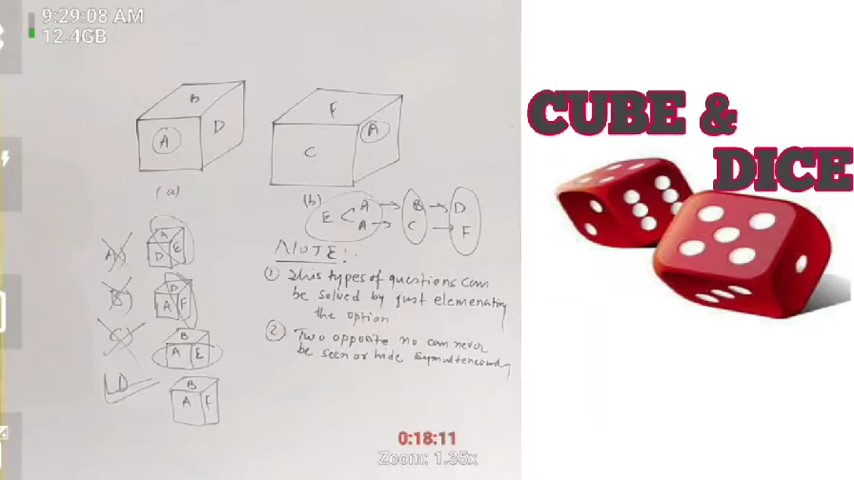 9:29:08 AM
12.4GB
CUBE &
DICE
B
A
D
(a)
F
C
A
(b)
E < A → B → D
A → C → F
A
A
E
D
B
D
A
F
C
B
A
E
D
B
A
F
NOTE :-
① This types of questions can
be solved by just elemenating
the option
② Two opposite no can never
be seen or hide symultenously
0:18:11
Zoom: 1.35x